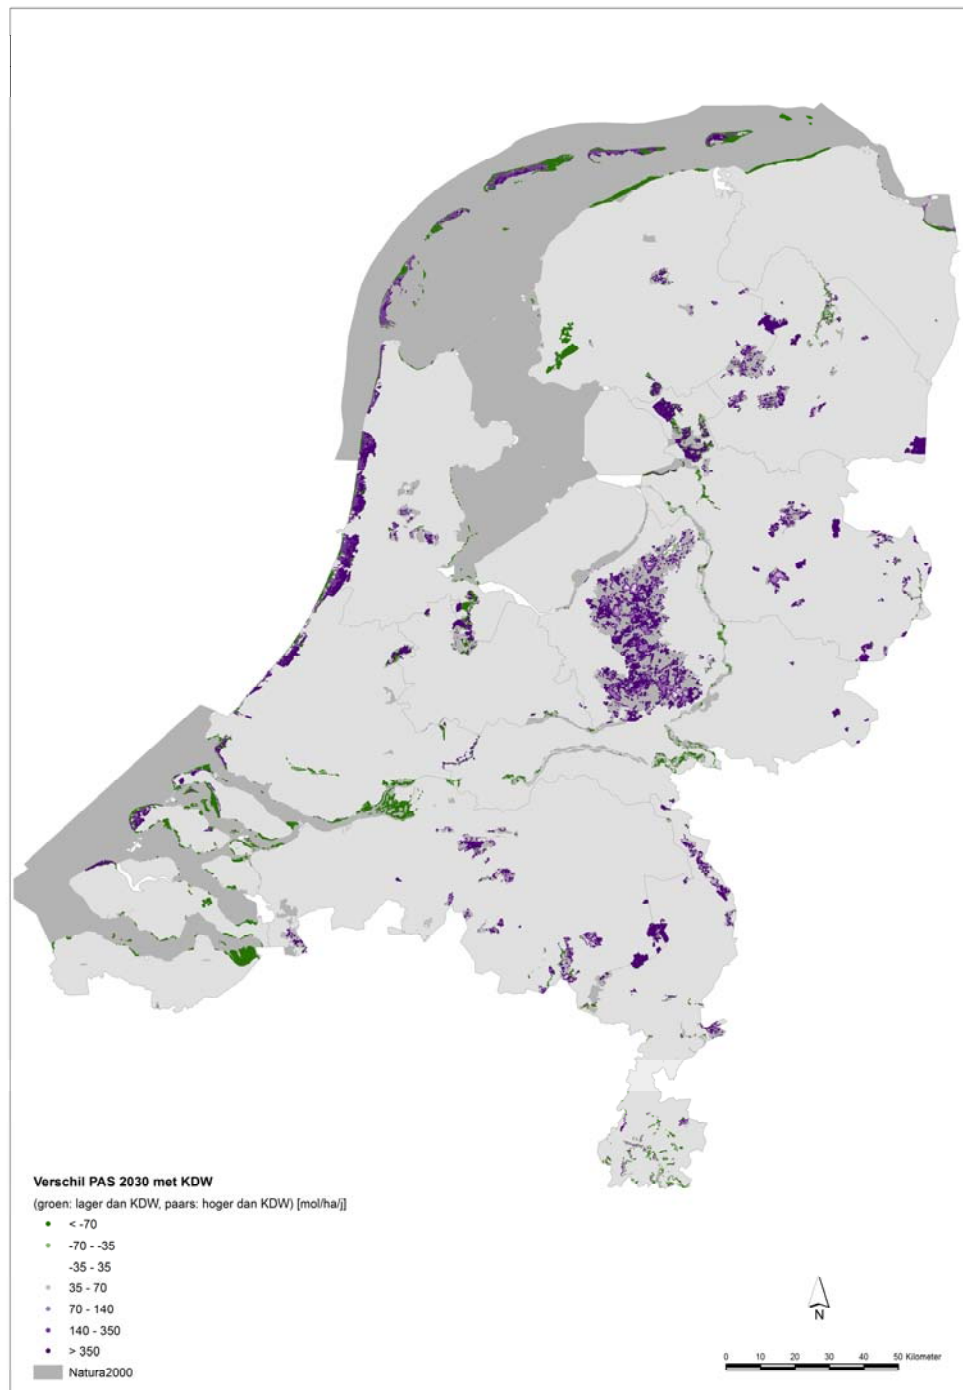 Verschil PAS 2030 met KDW
(groen: lager dan KDW, paars: hoger dan KDW) [mol/ha/j]
< -70
-70 - -35
-35 - 35
35 - 70
70 - 140
140 - 350
> 350
Natura2000
N
0 10 20 30 40 50 Kilometer